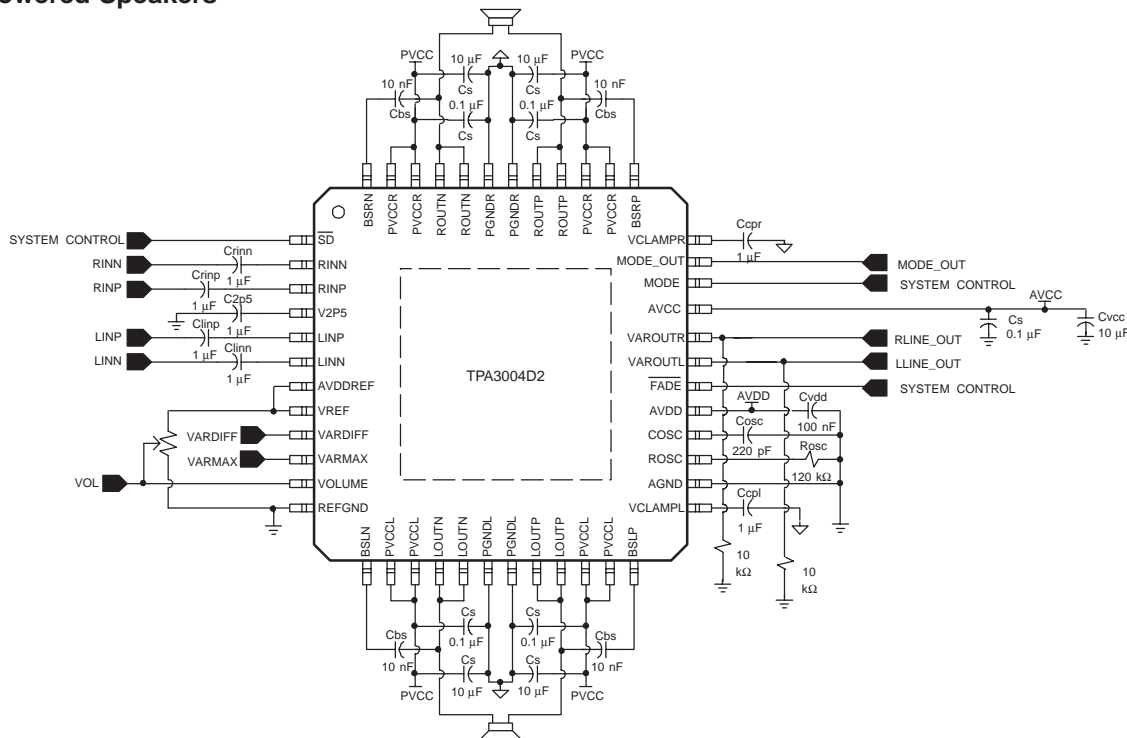 owered Speakers
PVCC 10 µF 10 µF PVCC
10 nF Cs Cs 10 nF
Cbs 0.1 µF 0.1 µF Cbs
Cs Cs
BSRN PVCCR PVCCR ROUTN ROUTN PGNDR PGNDR ROUTP ROUTP PVCCR PVCCR BSRP
SYSTEM CONTROL SD
RINN Crinn 1 µF RINN
RINP Crinp 1 µF RINP
C2p5 1 µF V2P5
LINP Clinp 1 µF LINP
LINN Clinn 1 µF LINN
AVDDREF
VREF
VARDIFF VARDIFF
VARMAX VARMAX
VOL VOLUME
REFGND
TPA3004D2
VCLAMPR Ccpr 1 µF
MODE_OUT MODE_OUT
MODE SYSTEM CONTROL
AVCC AVCC
Cs 0.1 µF Cvcc 10 µF
VAROUTR RLINE_OUT
VAROUTL LLINE_OUT
FADE SYSTEM CONTROL
AVDD AVDD Cvdd 100 nF
COSC Cosc 220 pF
ROSC Rosc 120 kΩ
AGND
VCLAMPL Ccpl 1 µF
10 kΩ
10 kΩ
BSLN PVCCL PVCCL LOUTN LOUTN PGNDL PGNDL LOUTP LOUTP PVCCL PVCCL BSLP
Cs Cs
Cbs 0.1 µF 0.1 µF Cbs
10 nF Cs Cs 10 nF
PVCC 10 µF 10 µF PVCC